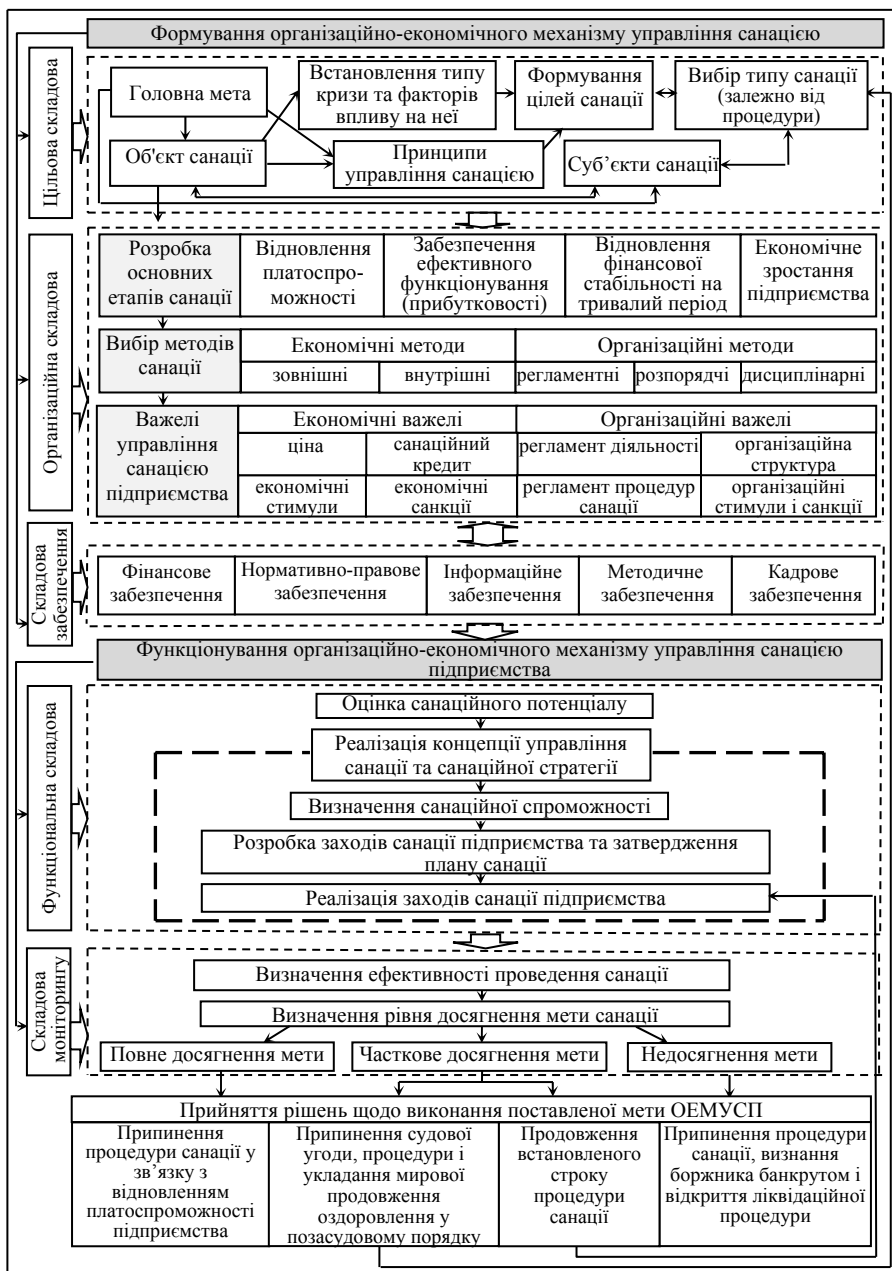 Формування організаційно-економічного механізму управління санацією
Цільова складова
Головна мета
Встановлення типу
кризи та факторів
впливу на неї
Формування
цілей санації
Вибір типу санації
(залежно від
процедури)
Об'єкт санації
Принципи
управління санацією
Суб’єкти санації
Організаційна складова
Розробка
основних
етапів санації
Відновлення
платоспро-
можності
Забезпечення
ефективного
функціонування
(прибутковості)
Відновлення
фінансової
стабільності на
тривалий період
Економічне
зростання
підприємства
Вибір методів
санації
Економічні методи
Організаційні методи
зовнішні
внутрішні
регламентні
розпорядчі
дисциплінарні
Важелі
управління
санацією
підприємства
Економічні важелі
Організаційні важелі
ціна
санаційний
кредит
регламент діяльності
організаційна
структура
економічні
стимули
економічні
санкції
регламент процедур
санації
організаційні
стимули і санкції
Складова
забезпечення
Фінансове
забезпечення
Нормативно-правове
забезпечення
Інформаційне
забезпечення
Методичне
забезпечення
Кадрове
забезпечення
Функціонування організаційно-економічного механізму управління санацією
підприємства
Функціональна складова
Оцінка санаційного потенціалу
Реалізація концепції управління
санації та санаційної стратегії
Визначення санаційної спроможності
Розробка заходів санації підприємства та затвердження
плану санації
Реалізація заходів санації підприємства
Складова
моніторингу
Визначення ефективності проведення санації
Визначення рівня досягнення мети санації
Повне досягнення мети
Часткове досягнення мети
Недосягнення мети
Прийняття рішень щодо виконання поставленої мети ОЕМУСП
Припинення
процедури санації у
зв’язку з
відновленням
платоспроможності
підприємства
Припинення судової
угоди, процедури і
укладання мирової
продовження
оздоровлення у
позасудовому порядку
Продовження
встановленого
строку
процедури
санації
Припинення процедури
санації, визнання
боржника банкрутом і
відкриття ліквідаційної
процедури